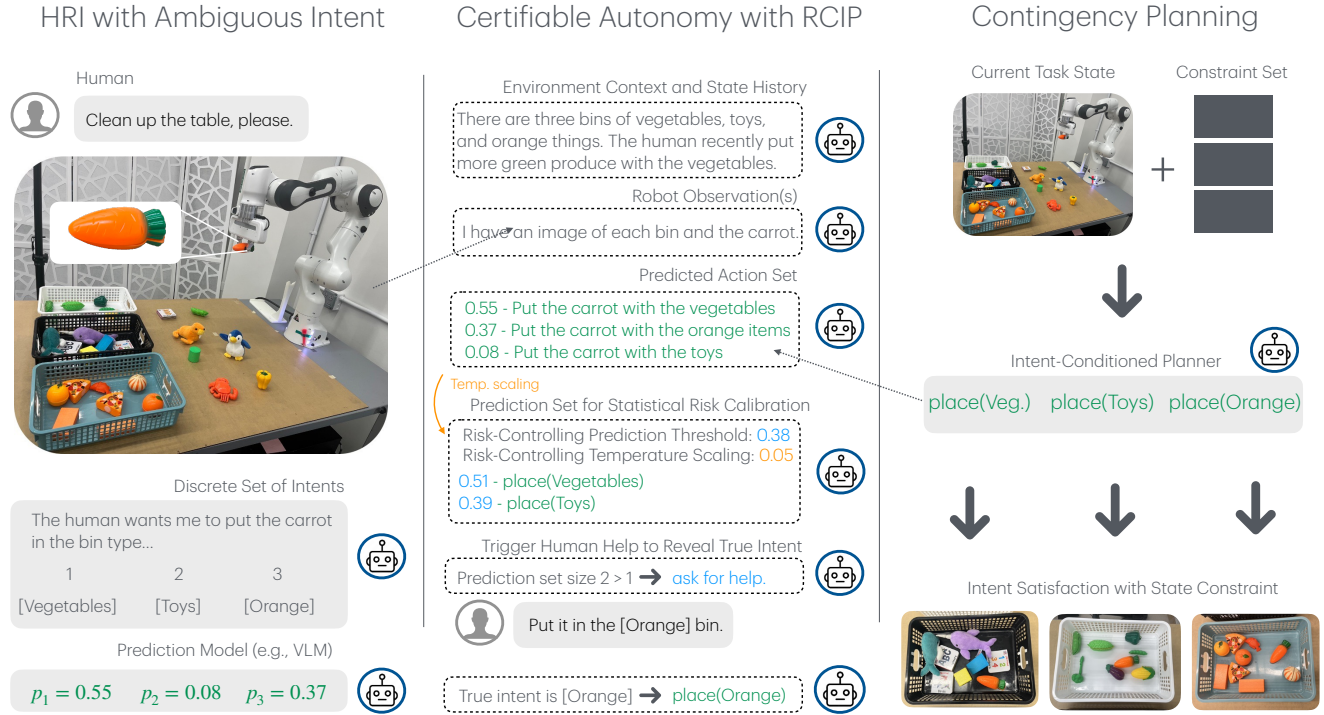 HRI with Ambiguous Intent
Human
Clean up the table, please.
Discrete Set of Intents
The human wants me to put the carrot
in the bin type...
1 2 3
[Vegetables] [Toys] [Orange]
Prediction Model (e.g., VLM)
p₁ = 0.55 p₂ = 0.08 p₃ = 0.37
Certifiable Autonomy with RCIP
Environment Context and State History
There are three bins of vegetables, toys,
and orange things. The human recently put
more green produce with the vegetables.
Robot Observation(s)
I have an image of each bin and the carrot.
Predicted Action Set
0.55 - Put the carrot with the vegetables
0.37 - Put the carrot with the orange items
0.08 - Put the carrot with the toys
Temp. scaling
Prediction Set for Statistical Risk Calibration
Risk-Controlling Prediction Threshold: 0.38
Risk-Controlling Temperature Scaling: 0.05
0.51 - place(Vegetables)
0.39 - place(Toys)
Trigger Human Help to Reveal True Intent
Prediction set size 2 > 1 → ask for help.
Put it in the [Orange] bin.
True intent is [Orange] → place(Orange)
Contingency Planning
Current Task State Constraint Set
+
Intent-Conditioned Planner
place(Veg.) place(Toys) place(Orange)
Intent Satisfaction with State Constraint